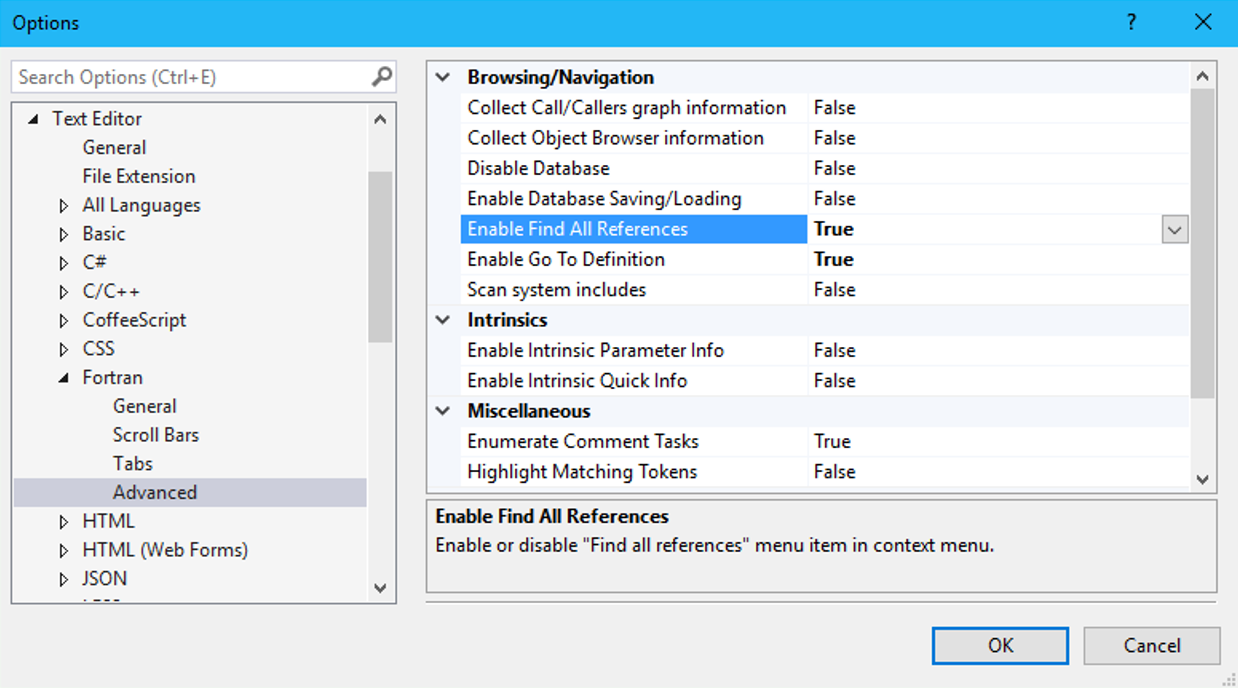 Options
?
Search Options (Ctrl+E)
Text Editor
General
File Extension
All Languages
Basic
C#
C/C++
CoffeeScript
CSS
Fortran
General
Scroll Bars
Tabs
Advanced
HTML
HTML (Web Forms)
JSON
Browsing/Navigation
Collect Call/Callers graph information False
Collect Object Browser information False
Disable Database False
Enable Database Saving/Loading False
Enable Find All References True
Enable Go To Definition True
Scan system includes False
Intrinsics
Enable Intrinsic Parameter Info False
Enable Intrinsic Quick Info False
Miscellaneous
Enumerate Comment Tasks True
Highlight Matching Tokens False
Enable Find All References
Enable or disable "Find all references" menu item in context menu.
OK Cancel